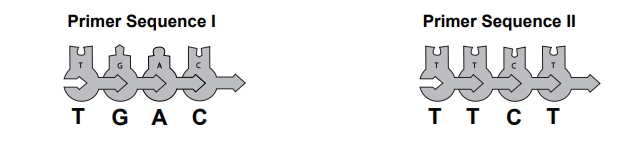 Primer Sequence I
T G A C
T G A C
Primer Sequence II
T T C T
T T C T